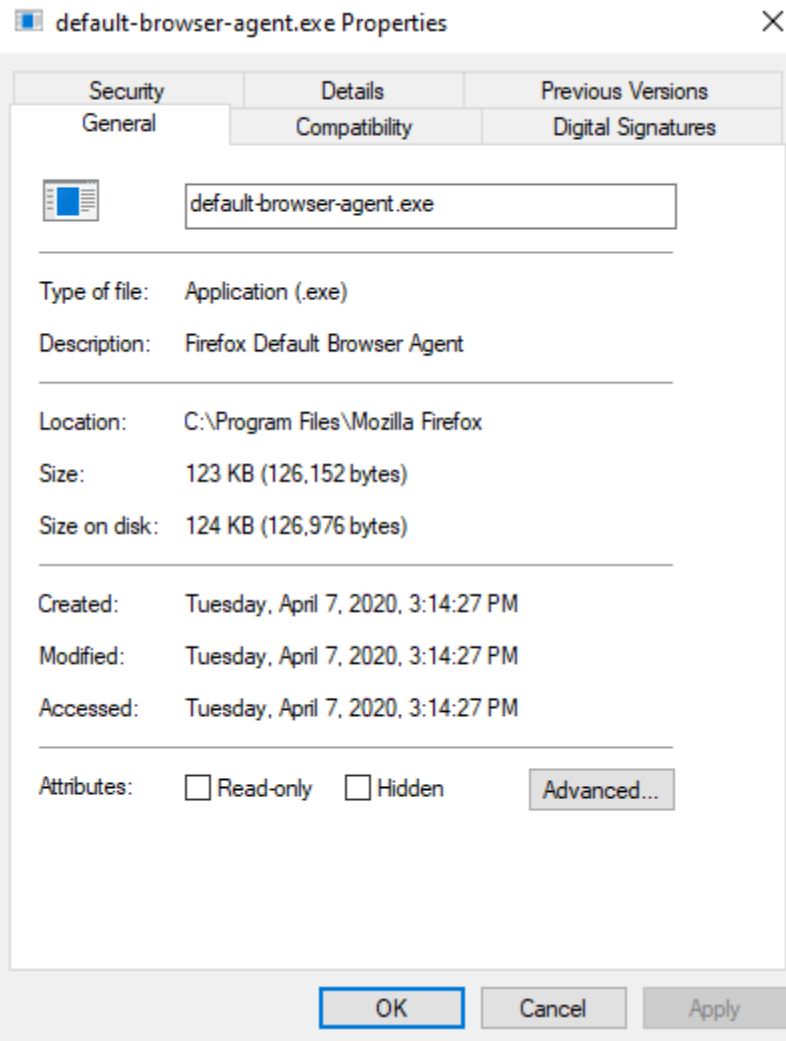 default-browser-agent.exe Properties
Security Details Previous Versions
General Compatibility Digital Signatures
default-browser-agent.exe
Type of file: Application (.exe)
Description: Firefox Default Browser Agent
Location: C:\Program Files\Mozilla Firefox
Size: 123 KB (126,152 bytes)
Size on disk: 124 KB (126,976 bytes)
Created: Tuesday, April 7, 2020, 3:14:27 PM
Modified: Tuesday, April 7, 2020, 3:14:27 PM
Accessed: Tuesday, April 7, 2020, 3:14:27 PM
Attributes: Read-only Hidden Advanced...
OK Cancel Apply